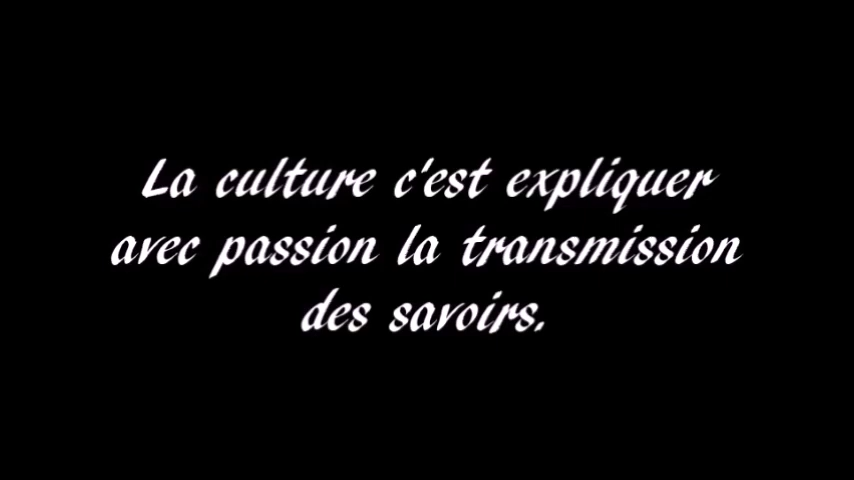 La culture c'est expliquer
avec passion la transmission
des savoirs.